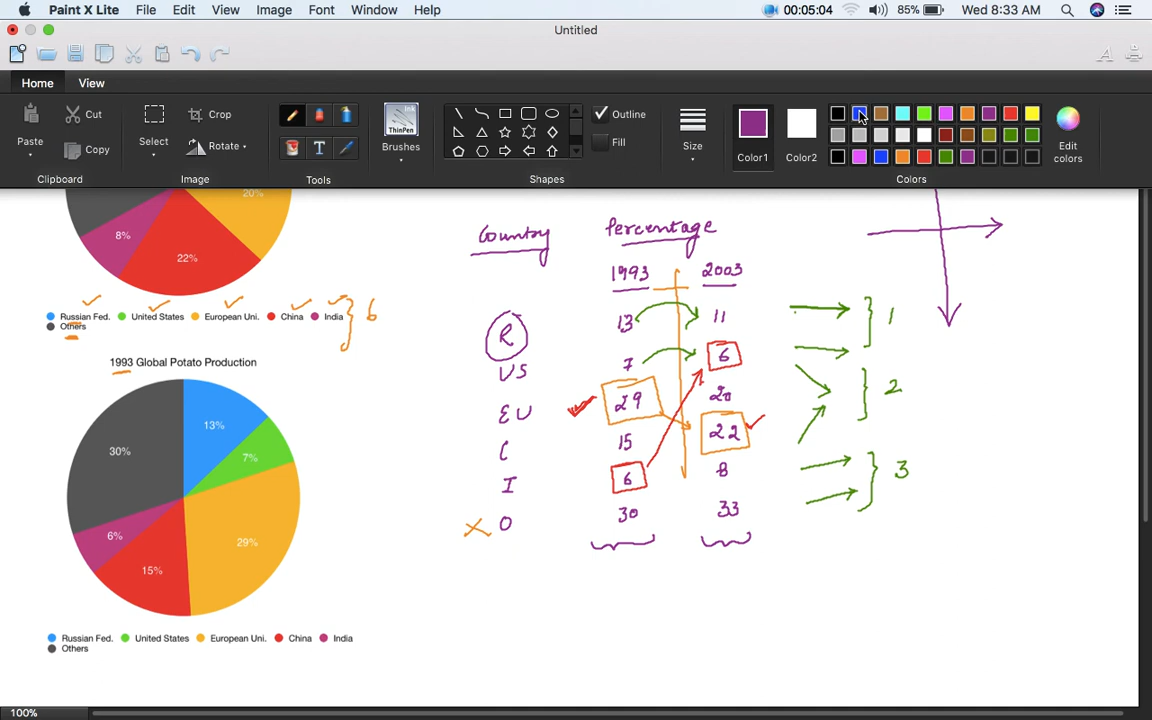 Paint X Lite File Edit View Image Font Window Help 00:05:04 85% Wed 8:33 AM
Untitled
Home View
Paste Cut Copy
Clipboard
Select Crop Rotate
Image
Tools
Ink ThinPen
Brushes
Outline Fill
Shapes
Size
Color1 Color2
Edit colors
Colors
20%
8%
22%
Russian Fed. United States European Uni. China India
Others
6
1993 Global Potato Production
13%
7%
30%
6%
29%
15%
Russian Fed. United States European Uni. China India
Others
Country Percentage
1993 2003
R 13 11
US 7 6
EU 29 20
C 15 22
I 6 8
X O 30 33
1
2
3
100%